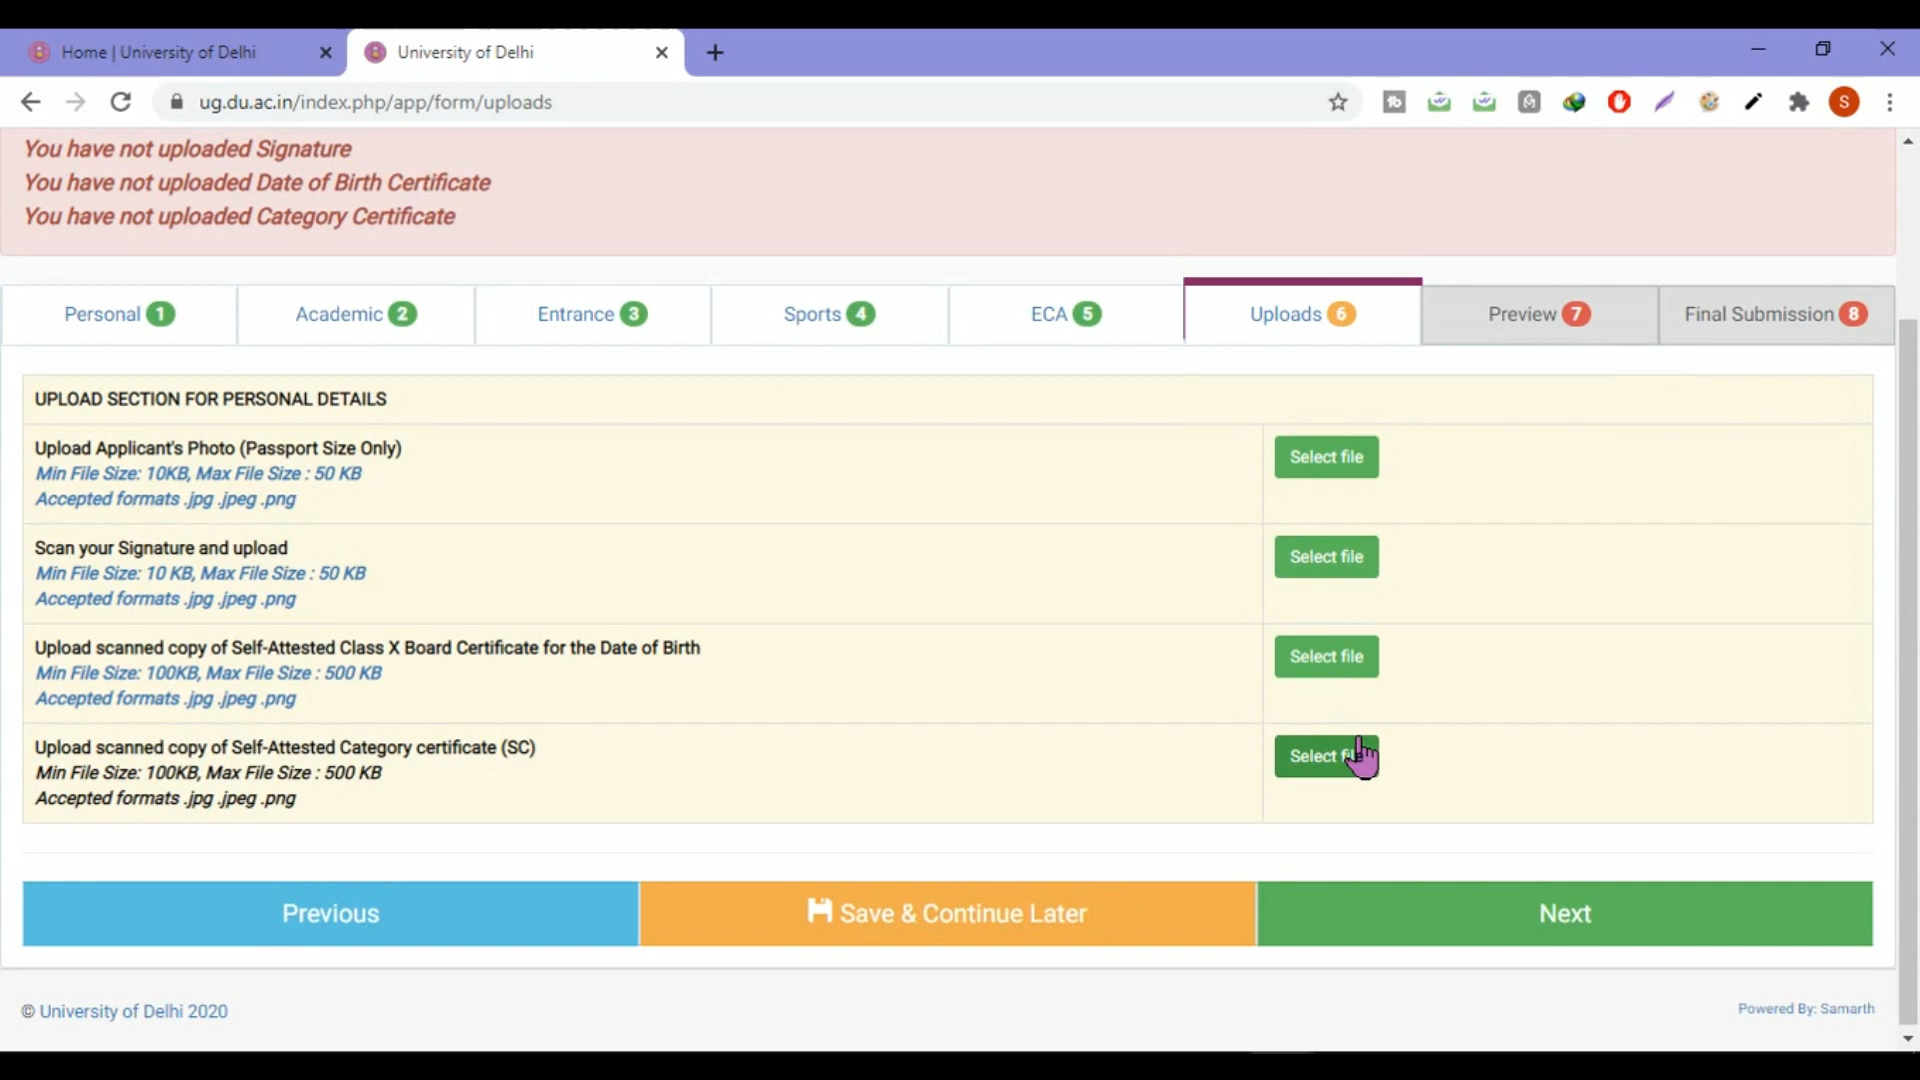 Home | University of Delhi
University of Delhi
ug.du.ac.in/index.php/app/form/uploads
S
You have not uploaded Signature
You have not uploaded Date of Birth Certificate
You have not uploaded Category Certificate
Personal 1
Academic 2
Entrance 3
Sports 4
ECA 5
Uploads 6
Preview 7
Final Submission 8
UPLOAD SECTION FOR PERSONAL DETAILS
Upload Applicant's Photo (Passport Size Only)
Min File Size: 10KB, Max File Size : 50 KB
Accepted formats .jpg .jpeg .png
Select file
Scan your Signature and upload
Min File Size: 10 KB, Max File Size : 50 KB
Accepted formats .jpg .jpeg .png
Select file
Upload scanned copy of Self-Attested Class X Board Certificate for the Date of Birth
Min File Size: 100KB, Max File Size : 500 KB
Accepted formats .jpg .jpeg .png
Select file
Upload scanned copy of Self-Attested Category certificate (SC)
Min File Size: 100KB, Max File Size : 500 KB
Accepted formats .jpg .jpeg .png
Select file
Previous
Save & Continue Later
Next
© University of Delhi 2020
Powered By: Samarth